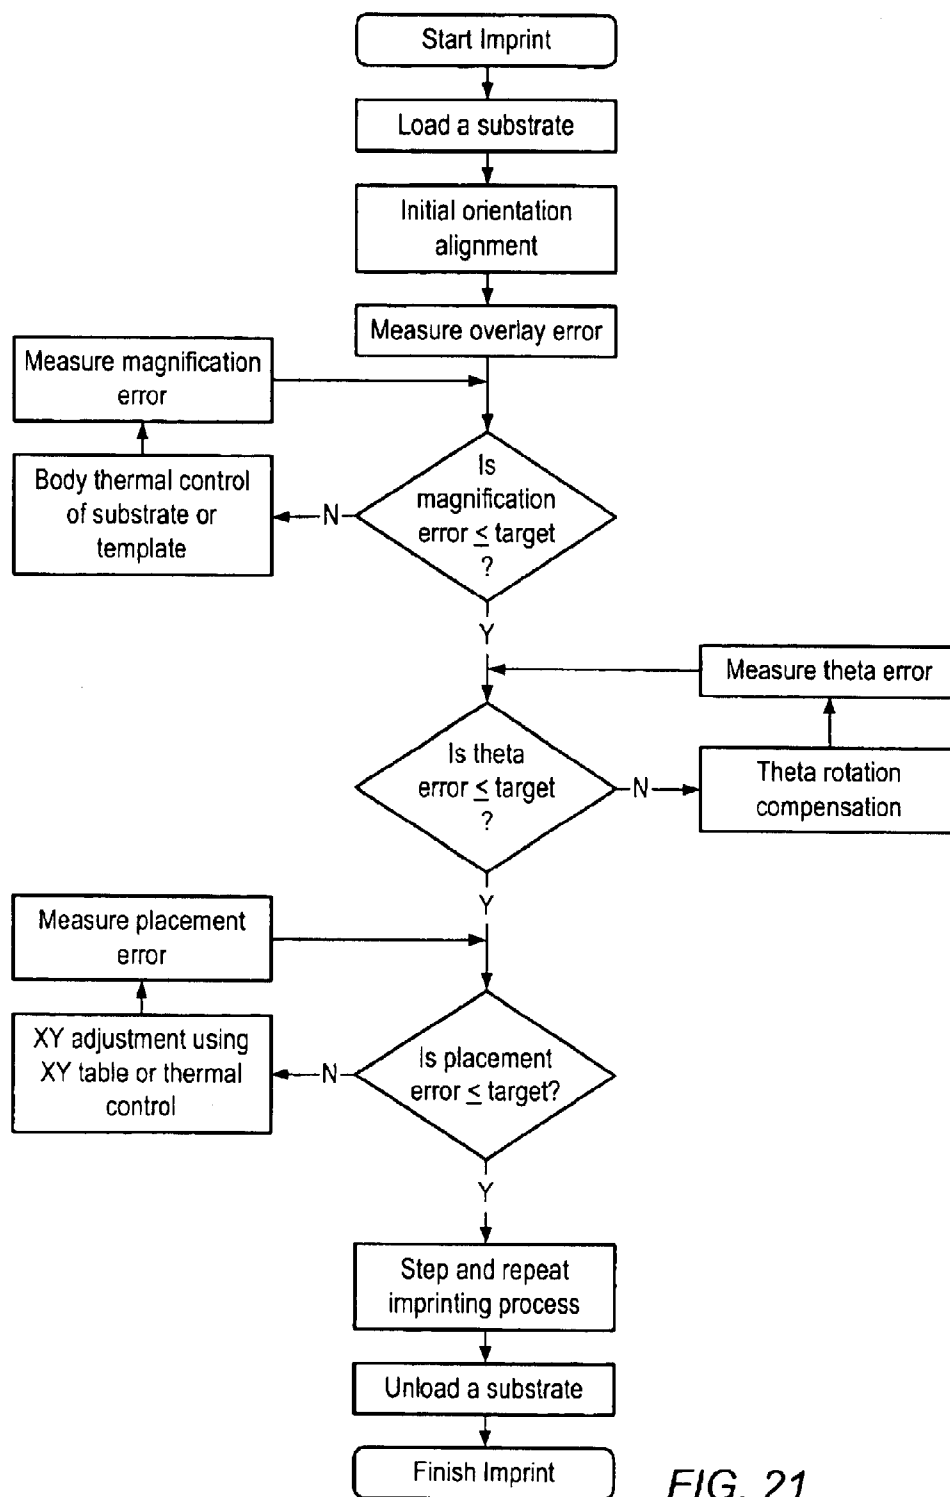 Start Imprint
Load a substrate
Initial orientation
alignment
Measure overlay error
Measure magnification
error
Body thermal control
of substrate or
template
N
Is
magnification
error ≤ target
?
Y
Measure theta error
Is theta
error ≤ target
?
N
Theta rotation
compensation
Y
Measure placement
error
XY adjustment using
XY table or thermal
control
N
Is placement
error ≤ target?
Y
Step and repeat
imprinting process
Unload a substrate
Finish Imprint
FIG. 21